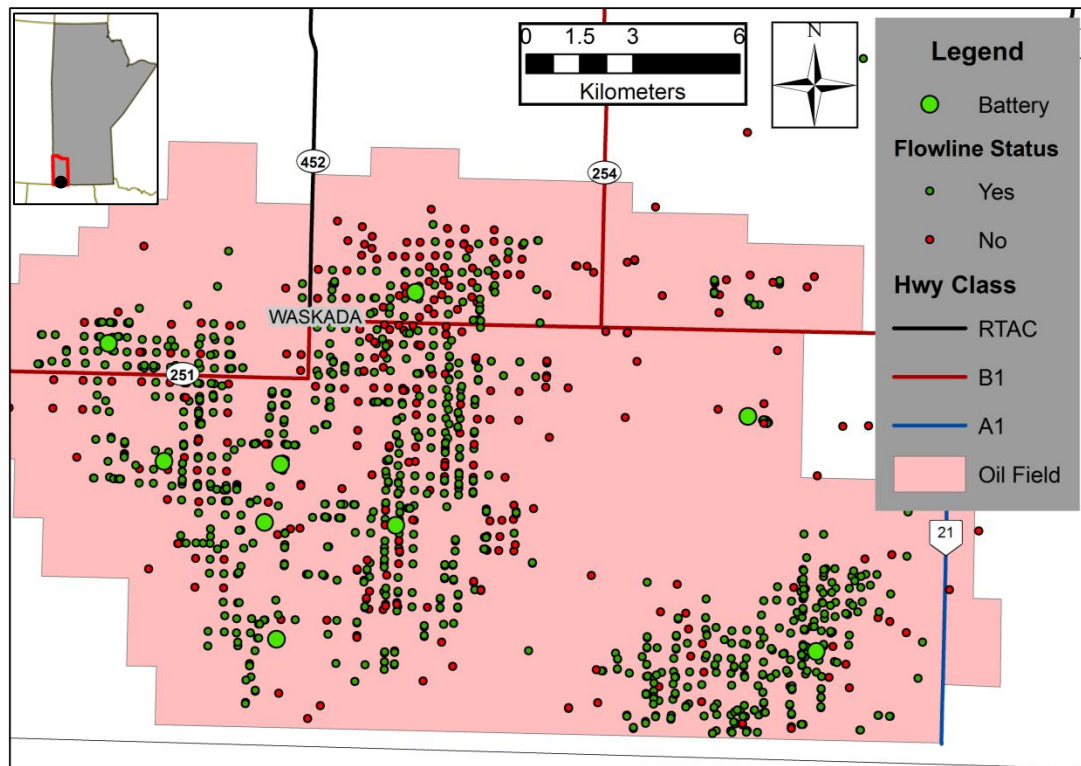 0 1.5 3 6
Kilometers
N
Legend
Battery
Flowline Status
Yes
No
Hwy Class
RTAC
B1
A1
Oil Field
452
254
WASKADA
251
21